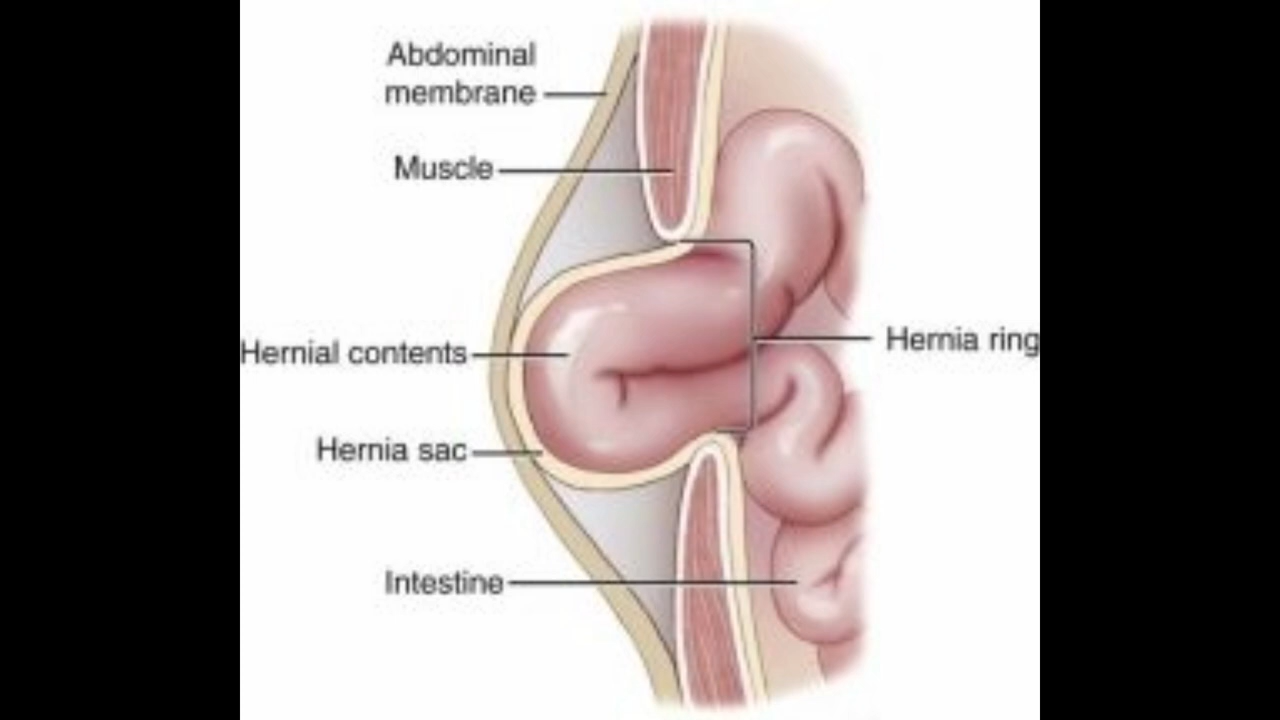 Abdominal
membrane
Muscle
Hernial contents
Hernia ring
Hernia sac
Intestine